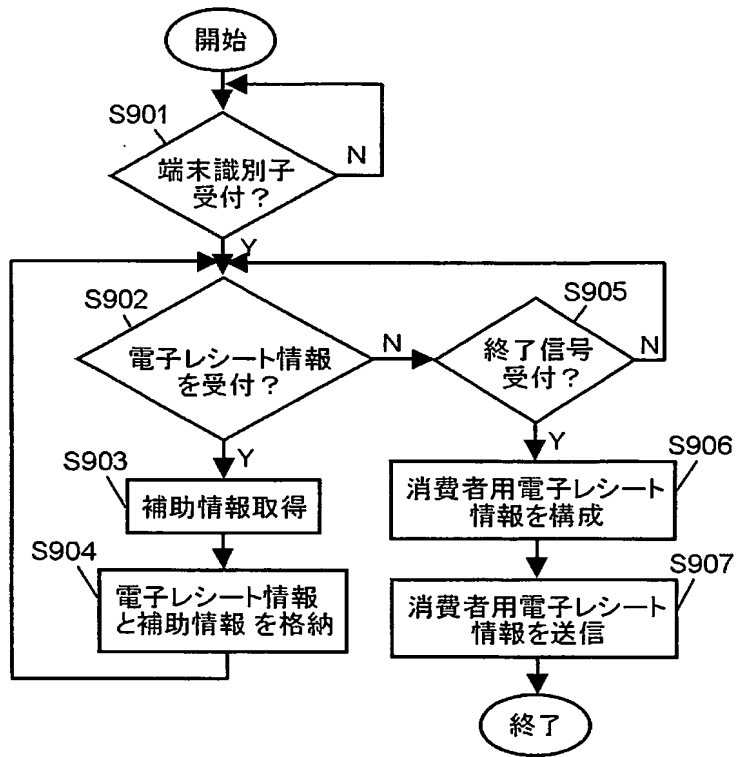 開始
S901
端末識別子
受付？
N
Y
S902
電子レシート情報
を受付？
N
Y
S905
終了信号
受付？
N
Y
S903
補助情報取得
S904
電子レシート情報
と補助情報を格納
S906
消費者用電子レシート
情報を構成
S907
消費者用電子レシート
情報を送信
終了